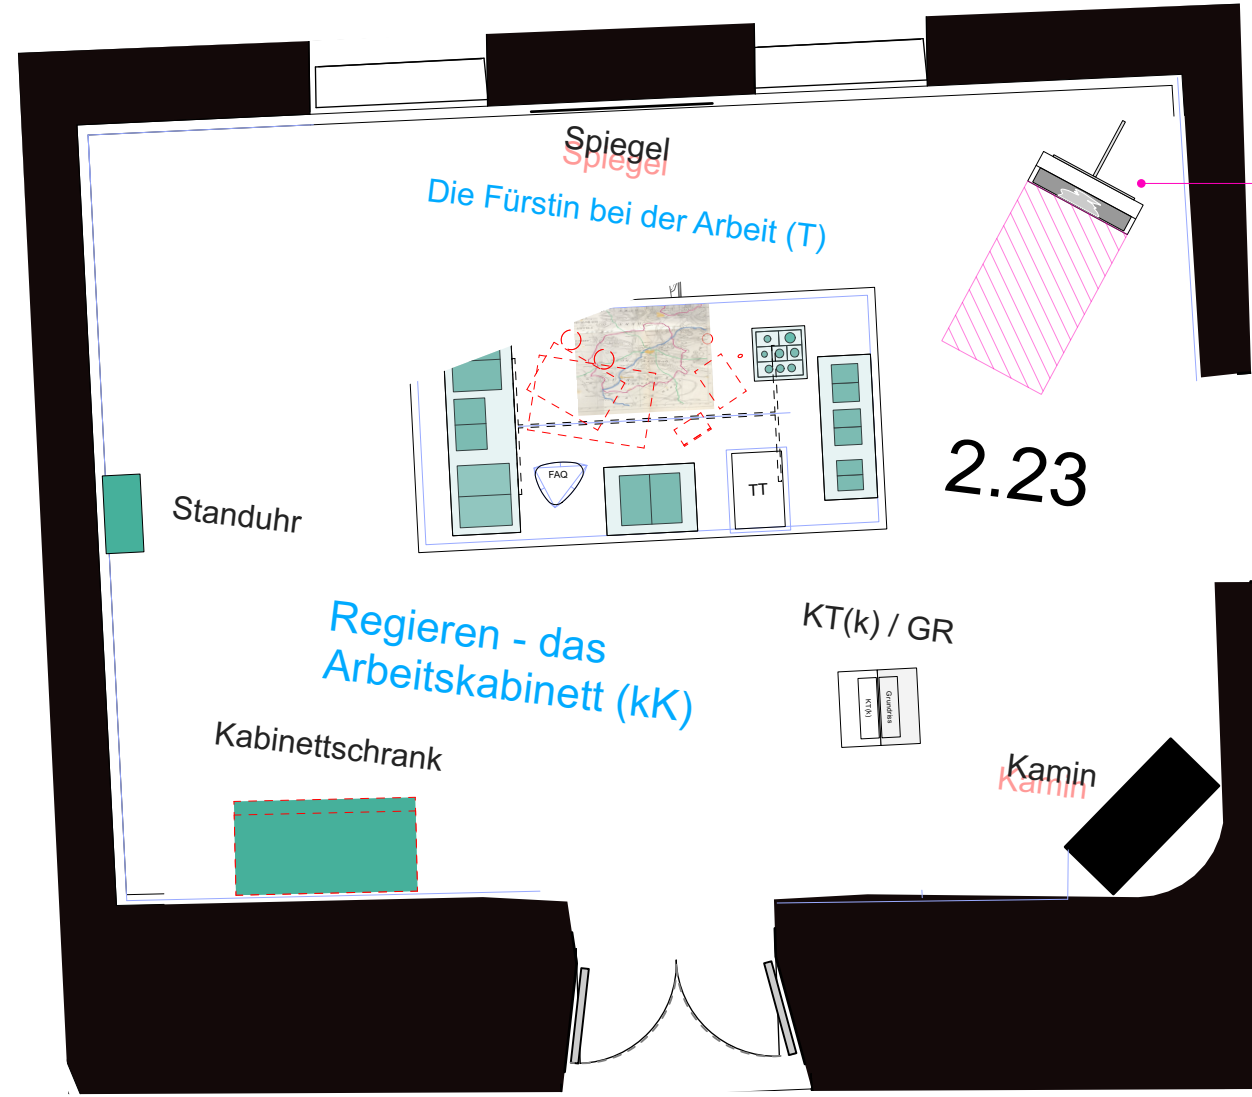 Spiegel
Spiegel
Die Fürstin bei der Arbeit (T)
FAQ
TT
2.23
Standuhr
Regieren - das
Arbeitskabinett (kK)
KT(k) / GR
KT(k)
Grundriss
Kabinettschrank
Kamin
Kamin